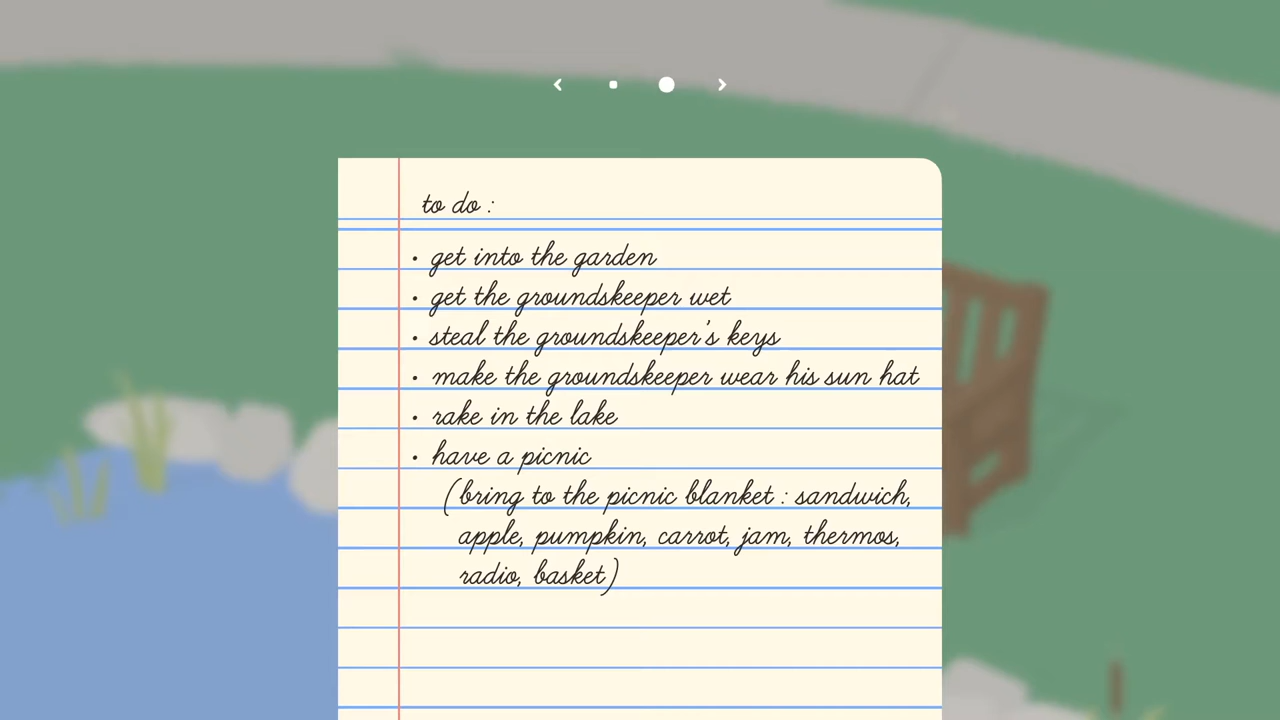 to do :
• get into the garden
• get the groundskeeper wet
• steal the groundskeeper's keys
• make the groundskeeper wear his sun hat
• rake in the lake
• have a picnic
(bring to the picnic blanket : sandwich,
apple, pumpkin, carrot, jam, thermos,
radio, basket)